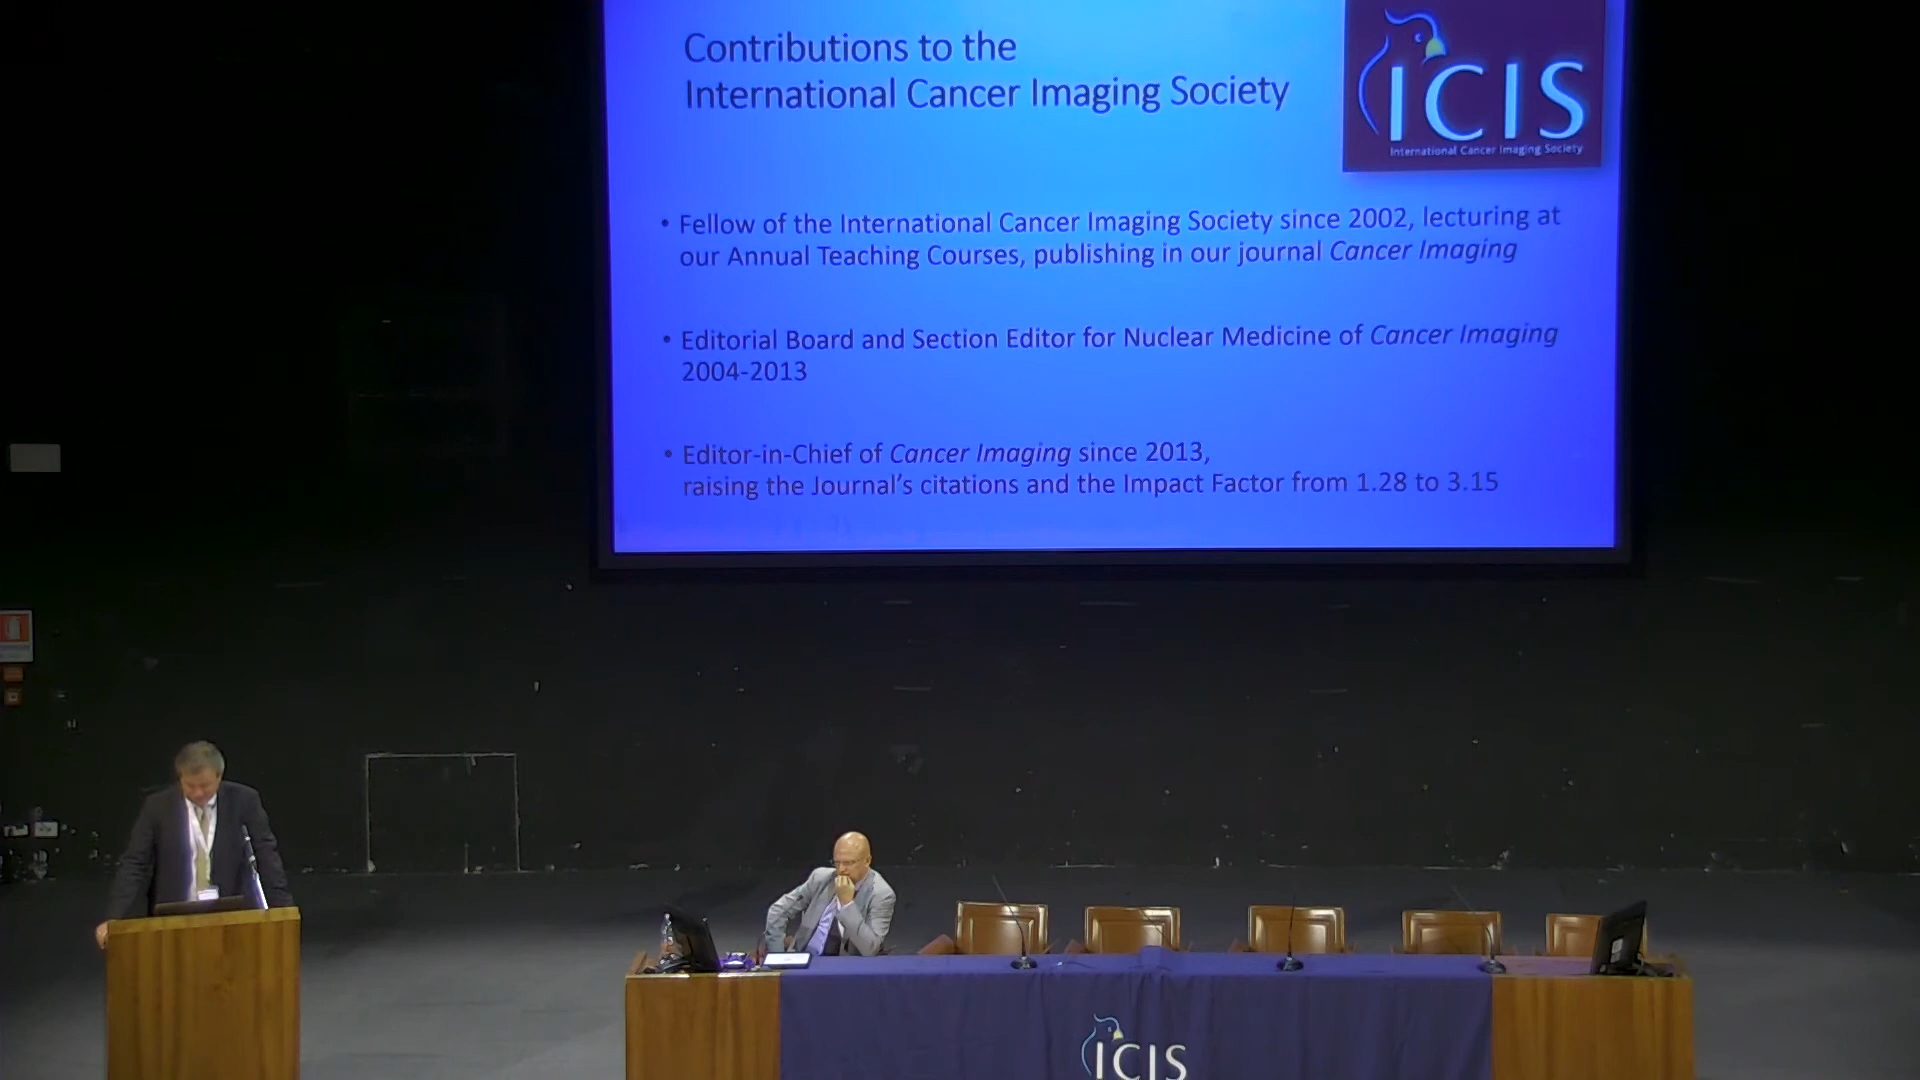 Contributions to the
International Cancer Imaging Society
ICIS
International Cancer Imaging Society
• Fellow of the International Cancer Imaging Society since 2002, lecturing at
our Annual Teaching Courses, publishing in our journal Cancer Imaging
• Editorial Board and Section Editor for Nuclear Medicine of Cancer Imaging
2004-2013
• Editor-in-Chief of Cancer Imaging since 2013,
raising the Journal’s citations and the Impact Factor from 1.28 to 3.15
ICIS